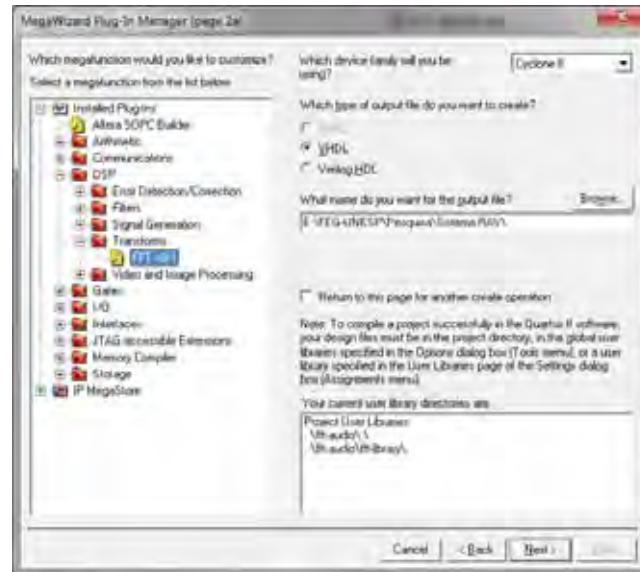 MegaWizard Plug-In Manager [page 2a]
Which megafunction would you like to customize?
Select a megafunction from the list below
Installed Plug-Ins
Altera SOPC Builder
Arithmetic
Communications
DSP
Error Detection/Correction
Filters
Signal Generation
Transforms
FFT
Video and Image Processing
Gates
I/O
Interfaces
JTAG-accessible Extensions
Memory Compiler
Storage
IP MegaStore
Which device family will you be
using?
Cyclone II
Which type of output file do you want to create?
VHDL
Verilog HDL
What name do you want for the output file?
Browse...
Return to this page for another create operation
Note: To compile a project successfully in the Quartus II software,
your design files must be in the project directory, in the global user
libraries specified in the Options dialog box (Tools menu), or a user
library specified in the User Libraries page of the Settings dialog
box (Assignments menu).
Your current user library directories are:
Project User Libraries
\fft-audio\
\fft-audio\fft-library\
Cancel
< Back
Next >